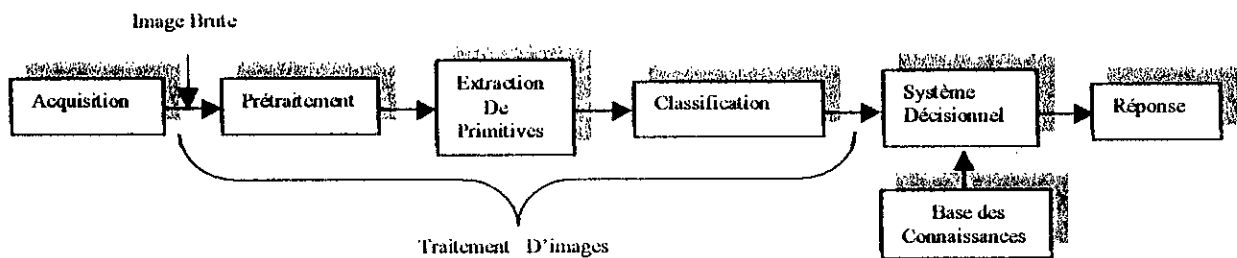 Image Brute
Acquisition
Prétraitement
Extraction
De
Primitives
Classification
Système
Décisionnel
Réponse
Base des
Connaissances
Traitement D'images